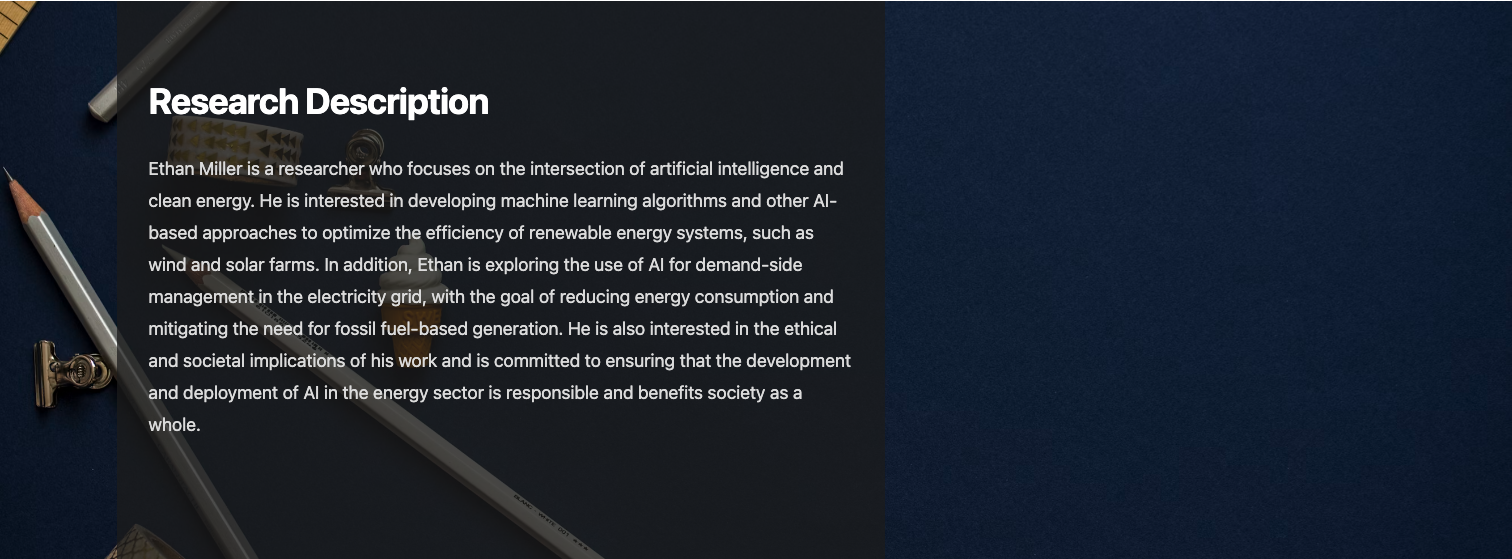 Research Description
Ethan Miller is a researcher who focuses on the intersection of artificial intelligence and
clean energy. He is interested in developing machine learning algorithms and other AI-
based approaches to optimize the efficiency of renewable energy systems, such as
wind and solar farms. In addition, Ethan is exploring the use of AI for demand-side
management in the electricity grid, with the goal of reducing energy consumption and
mitigating the need for fossil fuel-based generation. He is also interested in the ethical
and societal implications of his work and is committed to ensuring that the development
and deployment of AI in the energy sector is responsible and benefits society as a
whole.